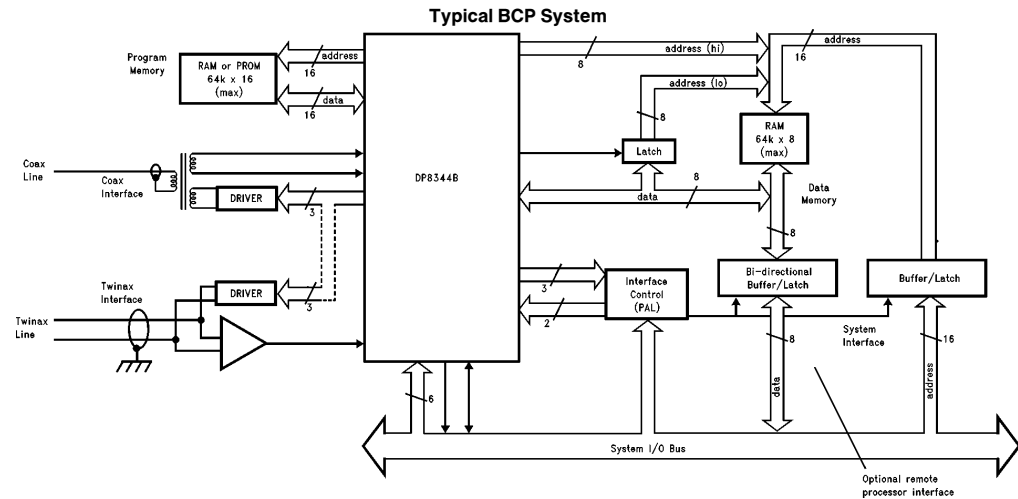 Typical BCP System
Program
Memory
RAM or PROM
64k x 16
(max)
address
16
data
16
8
address (hi)
address (lo)
16
address
8
Latch
RAM
64k x 8
(max)
Coax
Line
Coax
Interface
DRIVER
3
DP8344B
8
data
Data
Memory
8
Twinax
Interface
DRIVER
3
Twinax
Line
3
2
Interface
Control
(PAL)
Bi-directional
Buffer/Latch
Buffer/Latch
System
Interface
8
16
data
address
6
System I/O Bus
Optional remote
processor interface